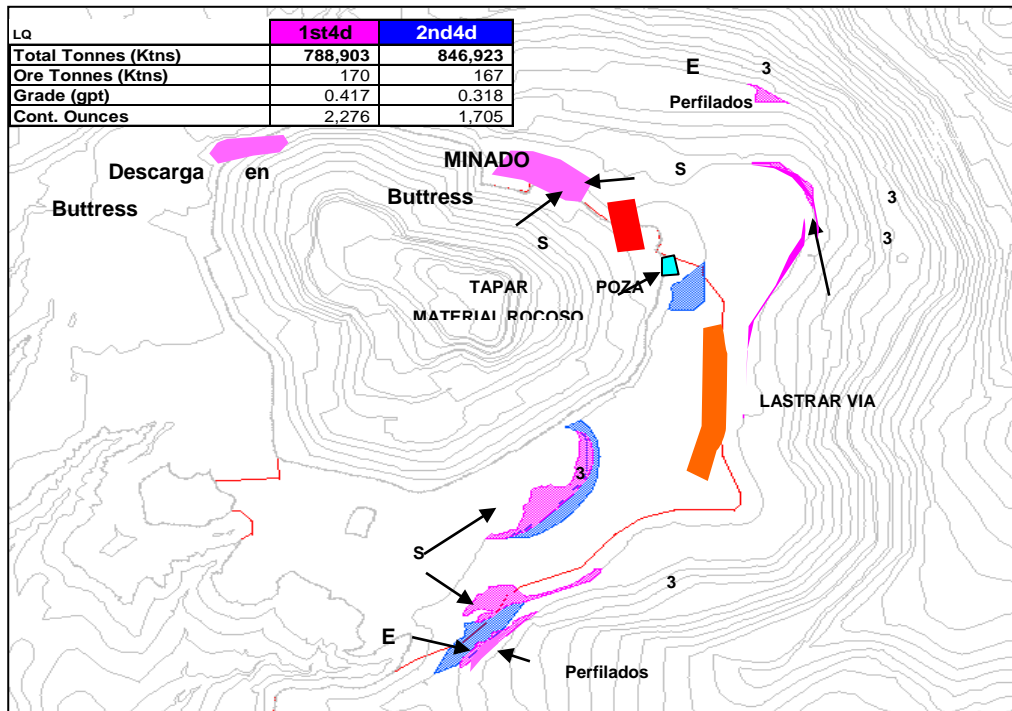 LQ 1st4d 2nd4d
Total Tonnes (Ktns) 788,903 846,923
Ore Tonnes (Ktns) 170 167
Grade (gpt) 0.417 0.318
Cont. Ounces 2,276 1,705
E 3
Perfilados
Descarga en
Buttress
MINADO
Buttress
S
3
3
S
TAPAR POZA
MATERIAL ROCOSO
LASTRAR VIA
3
S
3
E
Perfilados